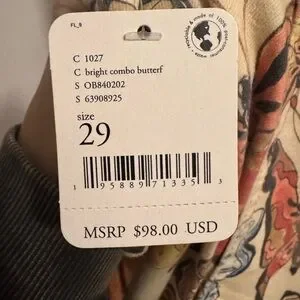 FL_8
C 1027
C bright combo butterf
S OB840202
S 63908925
size
29
1 95889 71335 3
MSRP $98.00 USD